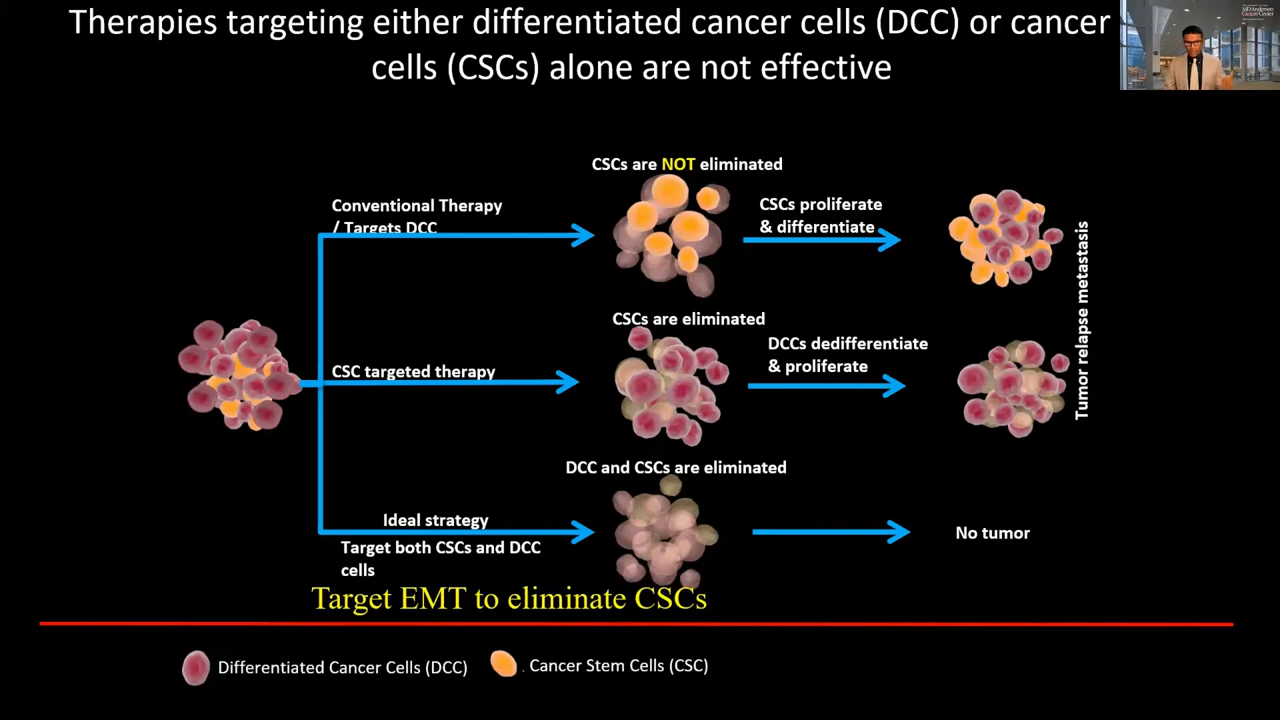 Therapies targeting either differentiated cancer cells (DCC) or cancer
cells (CSCs) alone are not effective
MDAnderson
Cancer Center
CSCs are NOT eliminated
Conventional Therapy
/ Targets DCC
CSCs proliferate
& differentiate
CSCs are eliminated
CSC targeted therapy
DCCs dedifferentiate
& proliferate
Tumor relapse metastasis
DCC and CSCs are eliminated
Ideal strategy
Target both CSCs and DCC
cells
No tumor
Target EMT to eliminate CSCs
Differentiated Cancer Cells (DCC)
. Cancer Stem Cells (CSC)